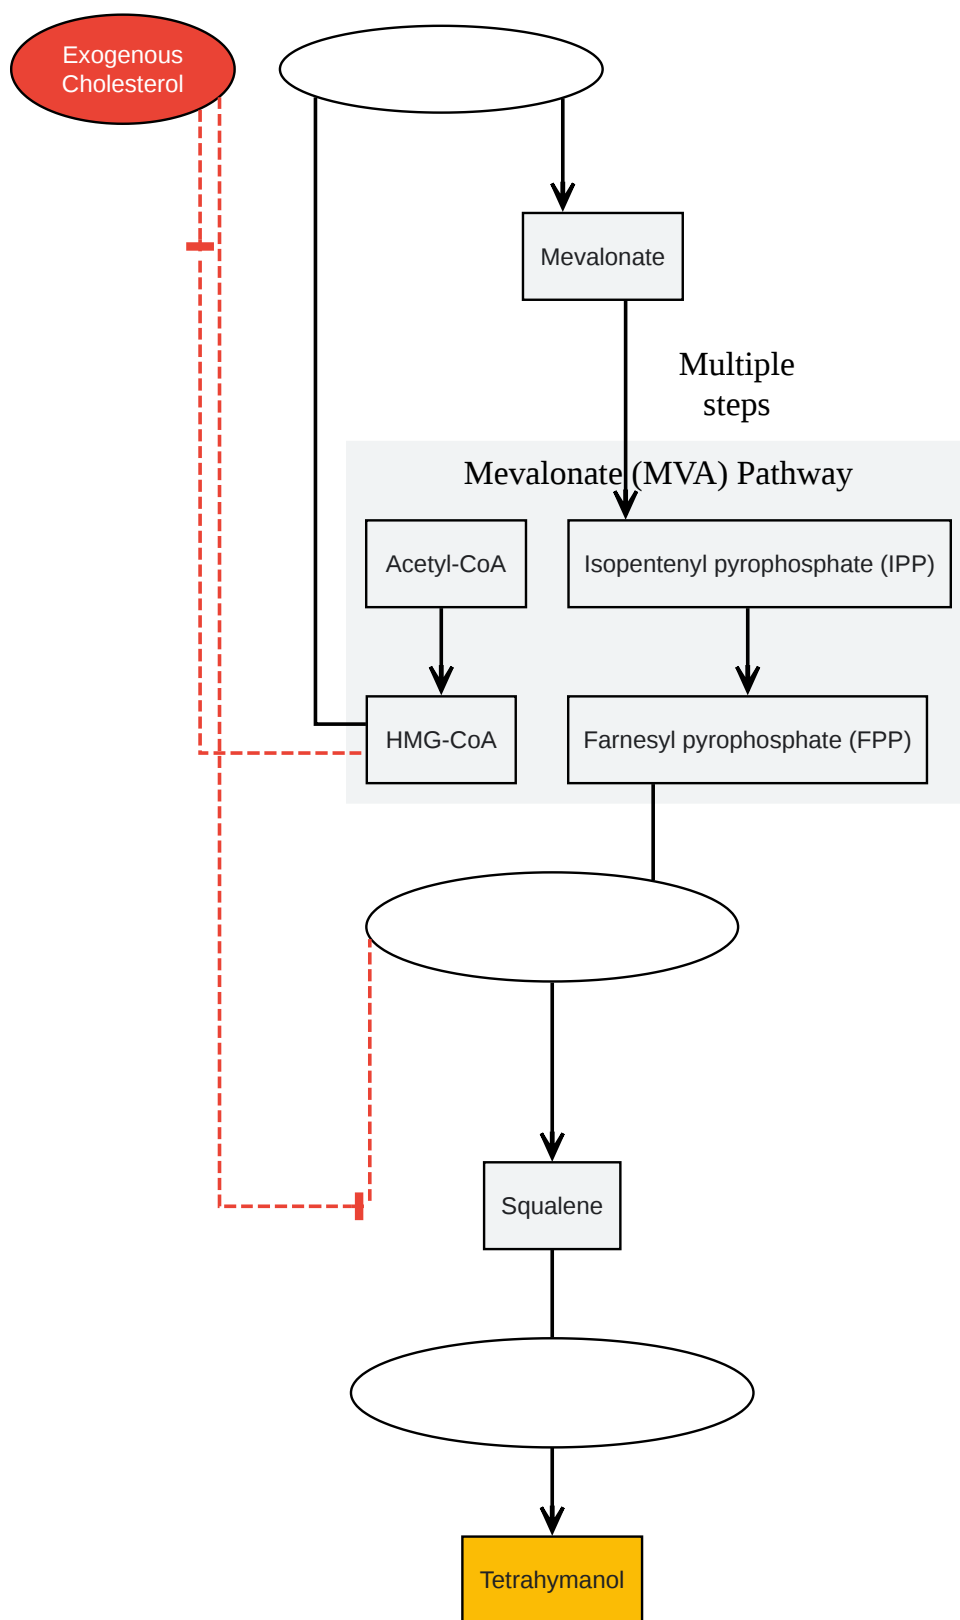 Exogenous
Cholesterol
Mevalonate
Multiple
steps
Mevalonate (MVA) Pathway
Acetyl-CoA
Isopentenyl pyrophosphate (IPP)
HMG-CoA
Farnesyl pyrophosphate (FPP)
Squalene
Tetrahymanol